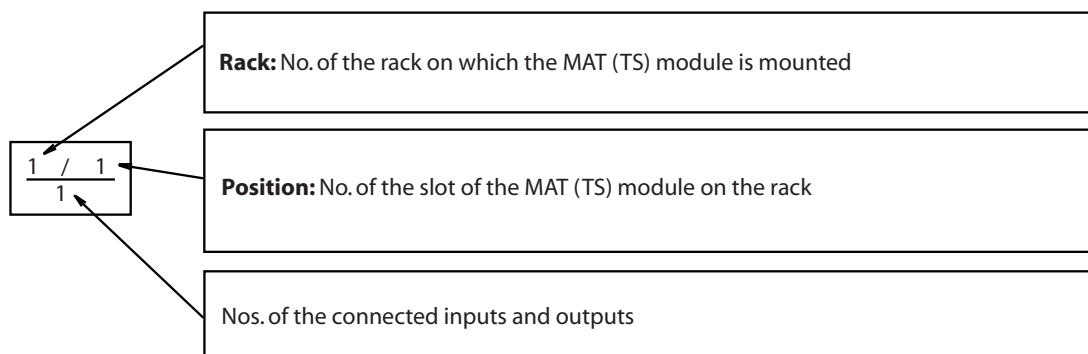 Rack: No. of the rack on which the MAT (TS) module is mounted
1 / 1
1
Position: No. of the slot of the MAT (TS) module on the rack
Nos. of the connected inputs and outputs